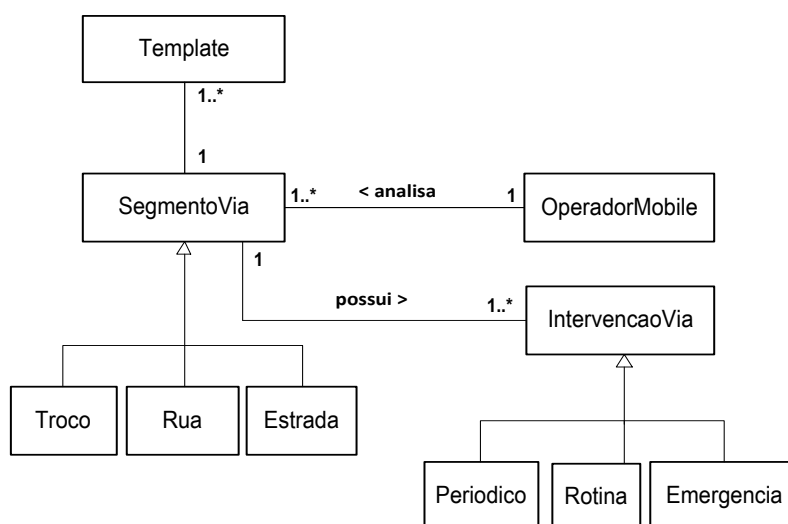 Template
1..*
1
SegmentoVia
1..*
< analisa
1
OperadorMobile
1
possui >
1..*
IntervencaoVia
Troco
Rua
Estrada
Periodico
Rotina
Emergencia